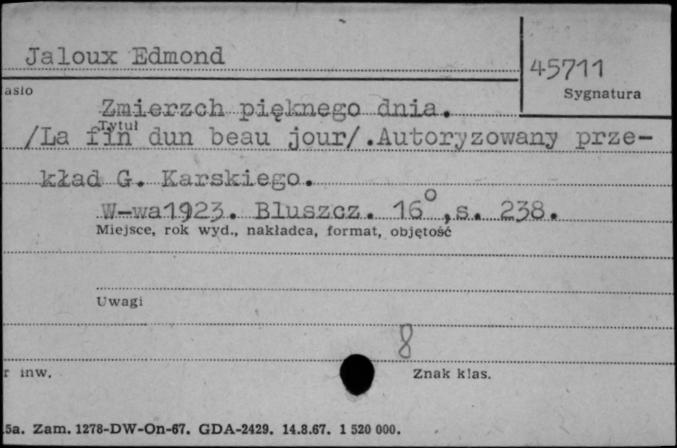 Jaloux Edmond
45711
asło
Sygnatura
Zmierzch pięknego dnia.
Tytuł
/La fin dun beau jour/.Autoryzowany prze-
kład G. Karskiego.
W-wa1923. Bluszcz. 16°,s. 238.
Miejsce, rok wyd., nakładca, format, objętość
Uwagi
8
r inw.
Znak klas.
5a. Zam. 1278-DW-On-67. GDA-2429. 14.8.67. 1 520 000.